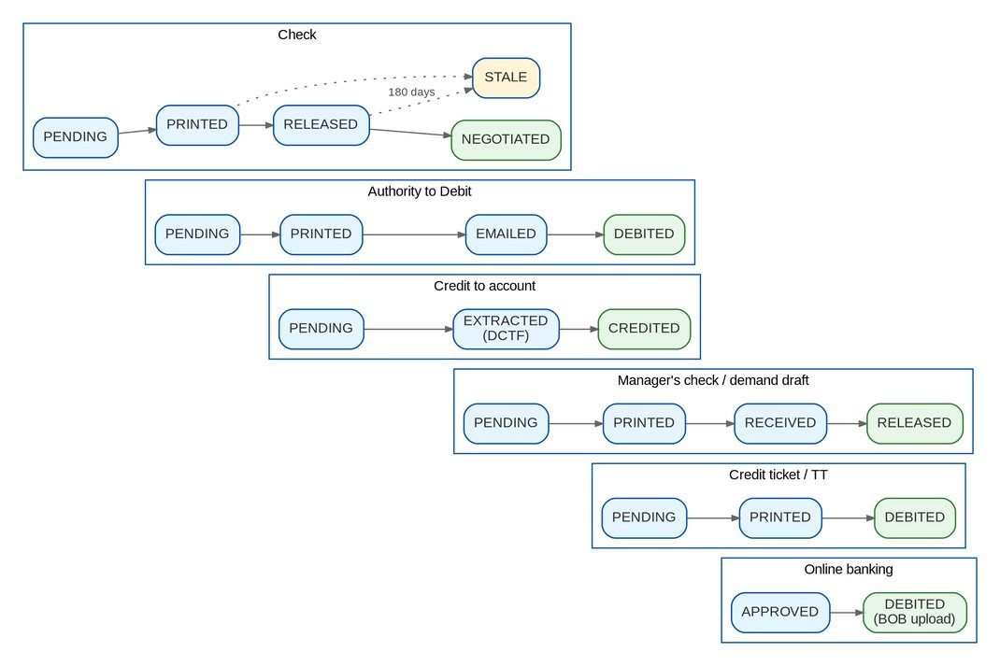 Check
STALE
180 days
PENDING
PRINTED
RELEASED
NEGOTIATED
Authority to Debit
PENDING
PRINTED
EMAILED
DEBITED
Credit to account
PENDING
EXTRACTED
(DCTF)
CREDITED
Manager's check / demand draft
PENDING
PRINTED
RECEIVED
RELEASED
Credit ticket / TT
PENDING
PRINTED
DEBITED
Online banking
APPROVED
DEBITED
(BOB upload)